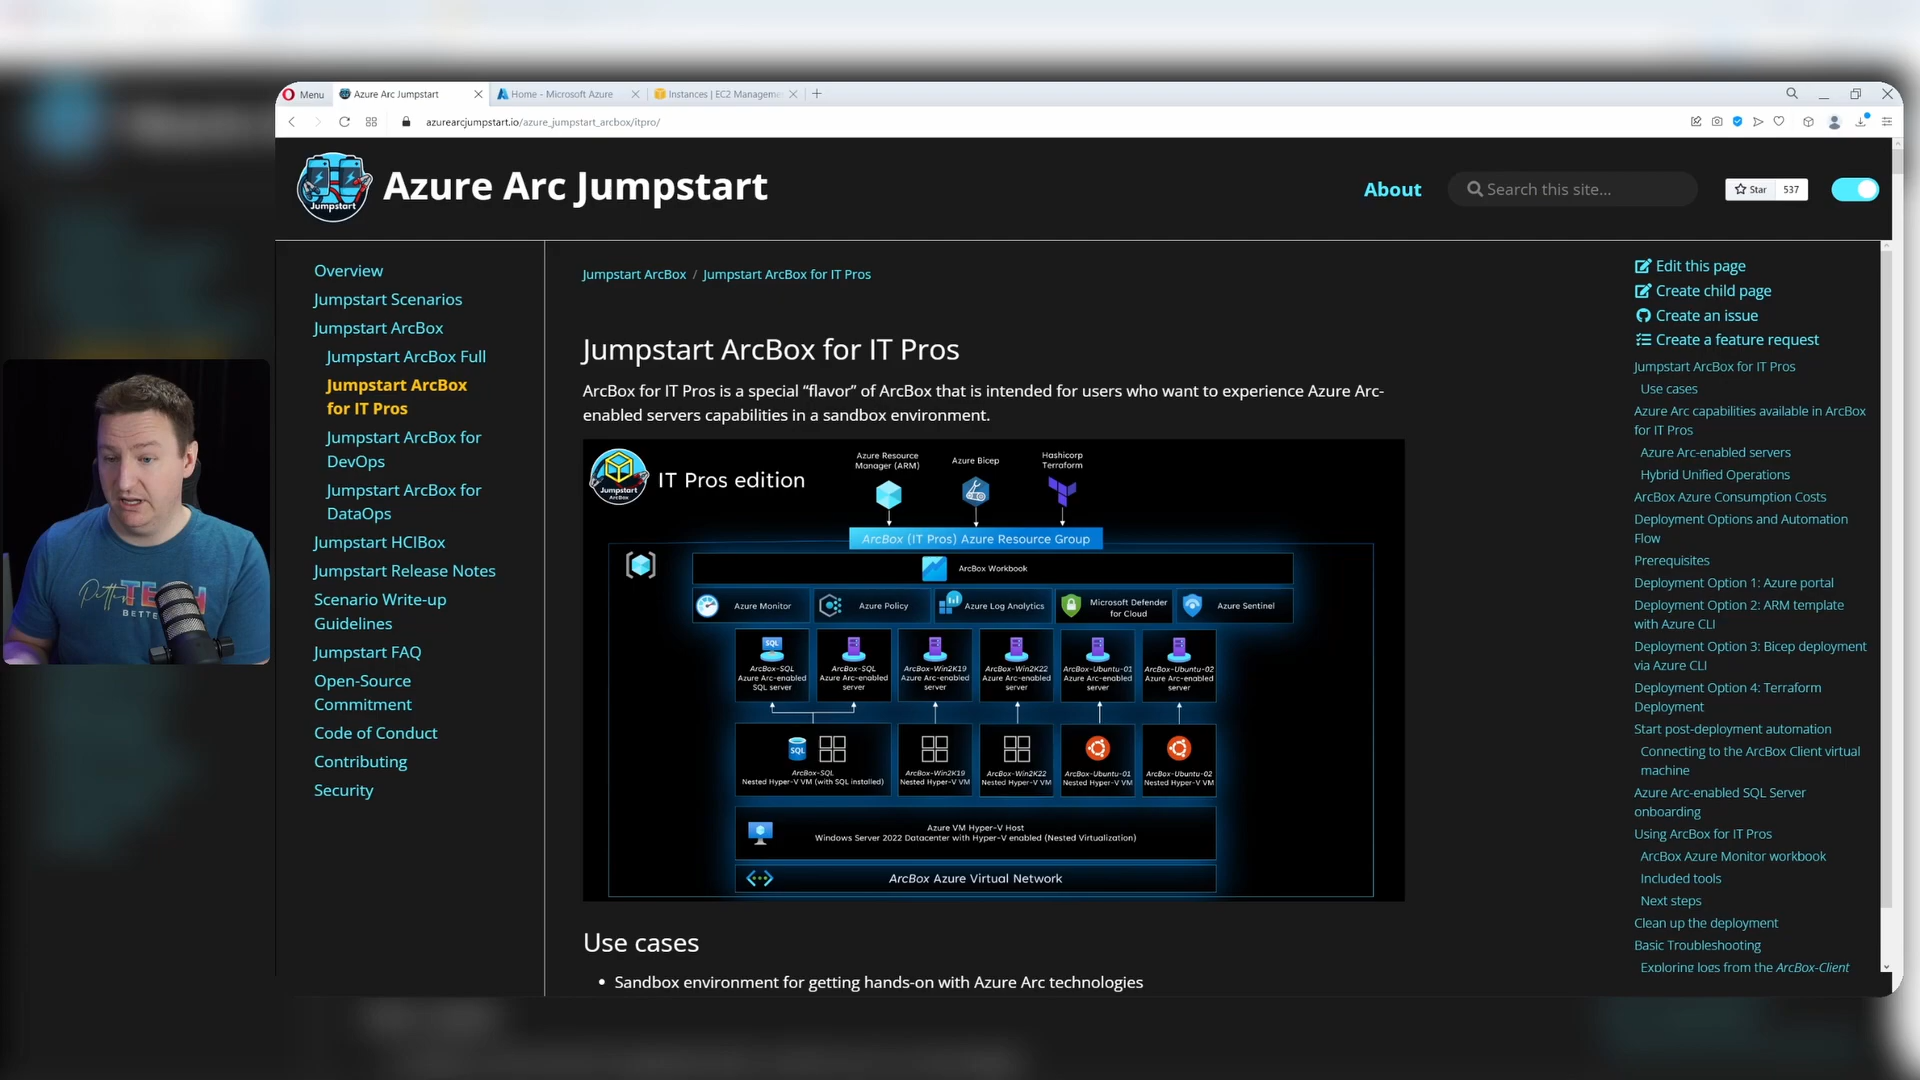 Menu
Azure Arc Jumpstart
Home - Microsoft Azure
Instances | EC2 Manageme
azurearcjumpstart.io/azure_jumpstart_arcbox/itpro/
Jumpstart
Azure Arc Jumpstart
About
Search this site...
Star 537
Overview
Jumpstart Scenarios
Jumpstart ArcBox
Jumpstart ArcBox Full
Jumpstart ArcBox
for IT Pros
Jumpstart ArcBox for
DevOps
Jumpstart ArcBox for
DataOps
Jumpstart HCIBox
Jumpstart Release Notes
Scenario Write-up
Guidelines
Jumpstart FAQ
Open-Source
Commitment
Code of Conduct
Contributing
Security
Jumpstart ArcBox / Jumpstart ArcBox for IT Pros
Jumpstart ArcBox for IT Pros
ArcBox for IT Pros is a special “flavor” of ArcBox that is intended for users who want to experience Azure Arc-
enabled servers capabilities in a sandbox environment.
Jumpstart
ArcBox
IT Pros edition
Azure Resource
Manager (ARM)
Azure Bicep
Hashicorp
Terraform
ArcBox (IT Pros) Azure Resource Group
ArcBox Workbook
Azure Monitor
Azure Policy
Azure Log Analytics
Microsoft Defender
for Cloud
Azure Sentinel
SQL
ArcBox-SQL
Azure Arc-enabled
SQL server
ArcBox-SQL
Azure Arc-enabled
server
ArcBox-Win2K19
Azure Arc-enabled
server
ArcBox-Win2K22
Azure Arc-enabled
server
ArcBox-Ubuntu-01
Azure Arc-enabled
server
ArcBox-Ubuntu-02
Azure Arc-enabled
server
SQL
ArcBox-SQL
Nested Hyper-V VM (with SQL installed)
ArcBox-Win2K19
Nested Hyper-V VM
ArcBox-Win2K22
Nested Hyper-V VM
ArcBox-Ubuntu-01
Nested Hyper-V VM
ArcBox-Ubuntu-02
Nested Hyper-V VM
Azure VM Hyper-V Host
Windows Server 2022 Datacenter with Hyper-V enabled (Nested Virtualization)
ArcBox Azure Virtual Network
Use cases
• Sandbox environment for getting hands-on with Azure Arc technologies
Edit this page
Create child page
Create an issue
Create a feature request
Jumpstart ArcBox for IT Pros
Use cases
Azure Arc capabilities available in ArcBox
for IT Pros
Azure Arc-enabled servers
Hybrid Unified Operations
ArcBox Azure Consumption Costs
Deployment Options and Automation
Flow
Prerequisites
Deployment Option 1: Azure portal
Deployment Option 2: ARM template
with Azure CLI
Deployment Option 3: Bicep deployment
via Azure CLI
Deployment Option 4: Terraform
Deployment
Start post-deployment automation
Connecting to the ArcBox Client virtual
machine
Azure Arc-enabled SQL Server
onboarding
Using ArcBox for IT Pros
ArcBox Azure Monitor workbook
Included tools
Next steps
Clean up the deployment
Basic Troubleshooting
Exploring logs from the ArcBox-Client
TECH
BETTE